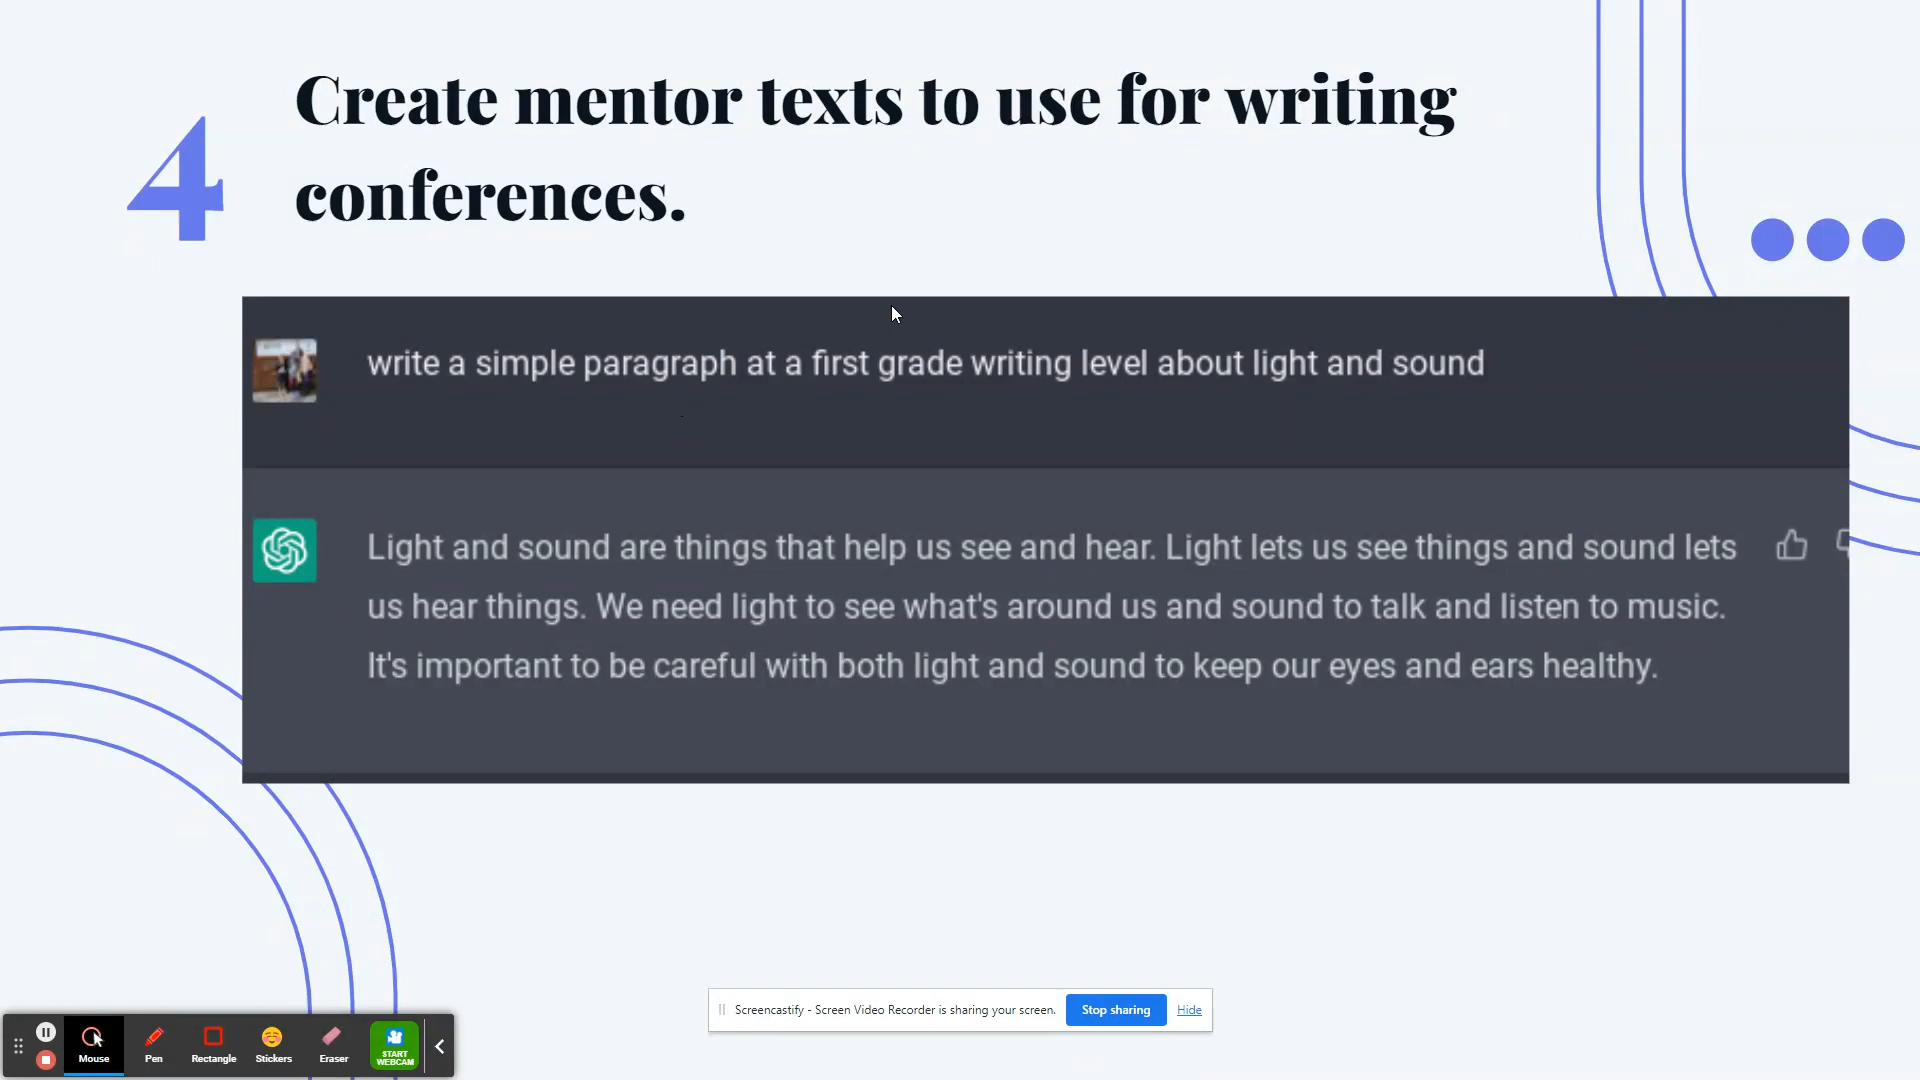 4
Create mentor texts to use for writing
conferences.
write a simple paragraph at a first grade writing level about light and sound
Light and sound are things that help us see and hear. Light lets us see things and sound lets
us hear things. We need light to see what's around us and sound to talk and listen to music.
It's important to be careful with both light and sound to keep our eyes and ears healthy.
Screencastify - Screen Video Recorder is sharing your screen. Stop sharing Hide
Mouse Pen Rectangle Stickers Eraser START
WEBCAM